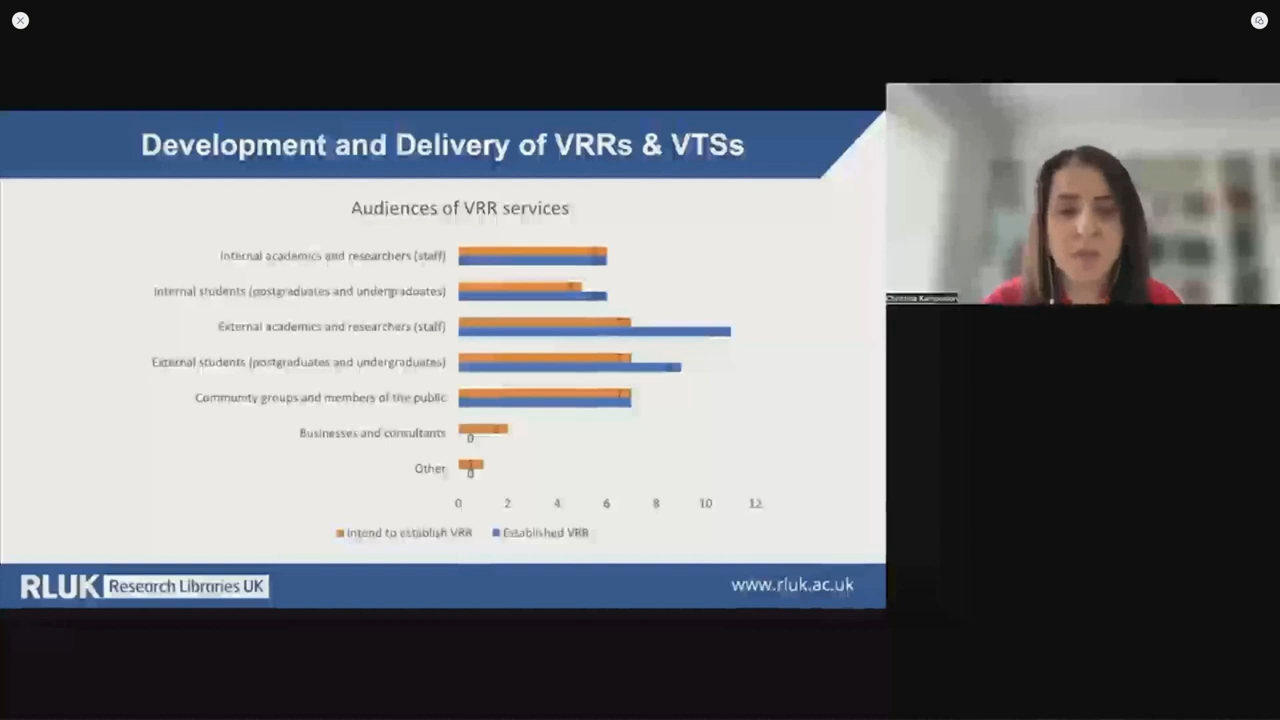 Development and Delivery of VRRs & VTSs
Audiences of VRR services
Internal academics and researchers (staff)
Internal students (postgraduates and undergraduates)
External academics and researchers (staff)
External students (postgraduates and undergraduates)
Community groups and members of the public
Businesses and consultants
0
Other
0
0 2 4 6 8 10 12
Intend to establish VRR Established VRR
RLUK Research Libraries UK
www.rluk.ac.uk